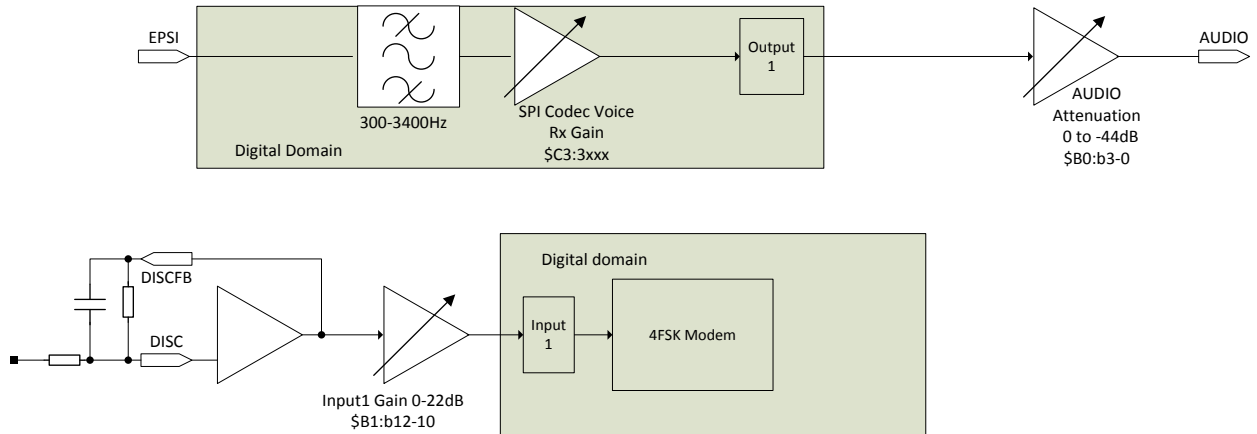 EPSI
300-3400Hz
Digital Domain
SPI Codec Voice
Rx Gain
$C3:3xxx
Output
1
AUDIO
Attenuation
0 to -44dB
$B0:b3-0
AUDIO
DISCFB
DISC
Input1 Gain 0-22dB
$B1:b12-10
Digital domain
Input
1
4FSK Modem